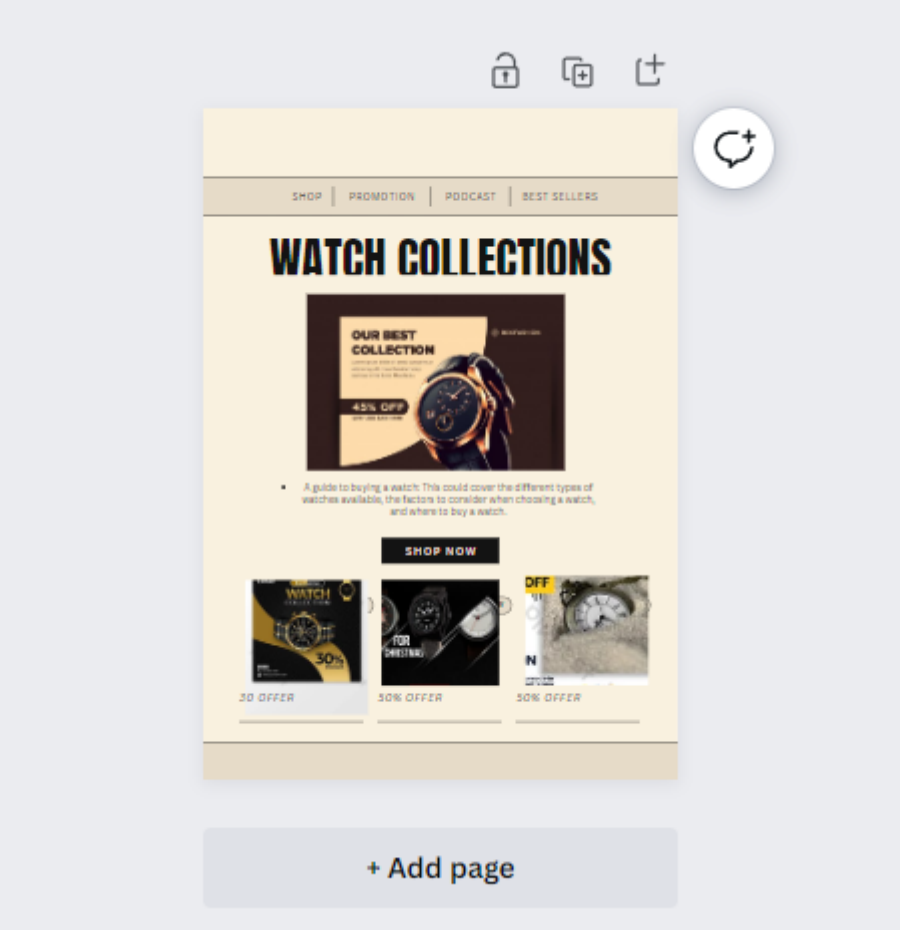 SHOP
PROMOTION
PODCAST
BEST SELLERS
WATCH COLLECTIONS
OUR BEST
COLLECTION
45% OFF
• A guide to buying a watch: This could cover the different types of
watches available, the factors to consider when choosing a watch,
and where to buy a watch.
SHOP NOW
WATCH
COLLECTION
30%
FOR
CHRISTMAS
OFF
N
30 OFFER
50% OFFER
50% OFFER
+ Add page